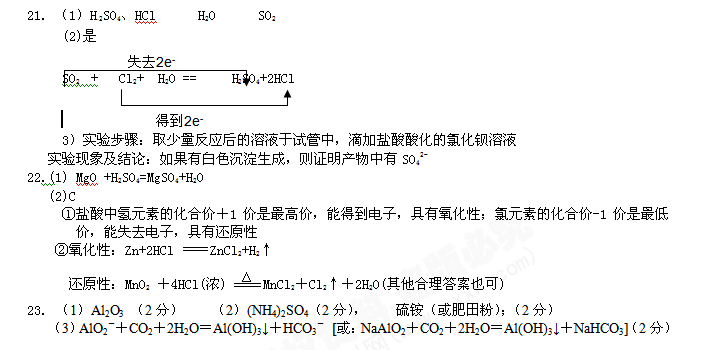 21. （1）H₂SO₄、HCl H₂O SO₂
(2)是
失去2e-
SO₂ + Cl₂+ H₂O == H₂SO₄+2HCl
得到2e-
3）实验步骤：取少量反应后的溶液于试管中，滴加盐酸酸化的氯化钡溶液
实验现象及结论：如果有白色沉淀生成，则证明产物中有 SO₄²⁻
22.(1) MgO +H₂SO₄=MgSO₄+H₂O
(2)C
①盐酸中氢元素的化合价＋1 价是最高价，能得到电子，具有氧化性；氯元素的化合价-1 价是最低
价，能失去电子，具有还原性
②氧化性：Zn+2HCl ══ZnCl₂+H₂↑
还原性：MnO₂ ＋4HCl(浓) ══△══ MnCl₂＋Cl₂↑＋2H₂O(其他合理答案也可)
23. （1）Al₂O₃ （2 分） （2）(NH₄)₂SO₄（2 分）， 硫铵（或肥田粉）；（2 分）
（3）AlO₂⁻＋CO₂＋2H₂O＝Al(OH)₃↓＋HCO₃⁻ [或：NaAlO₂＋CO₂＋2H₂O＝Al(OH)₃↓＋NaHCO₃]（2 分）